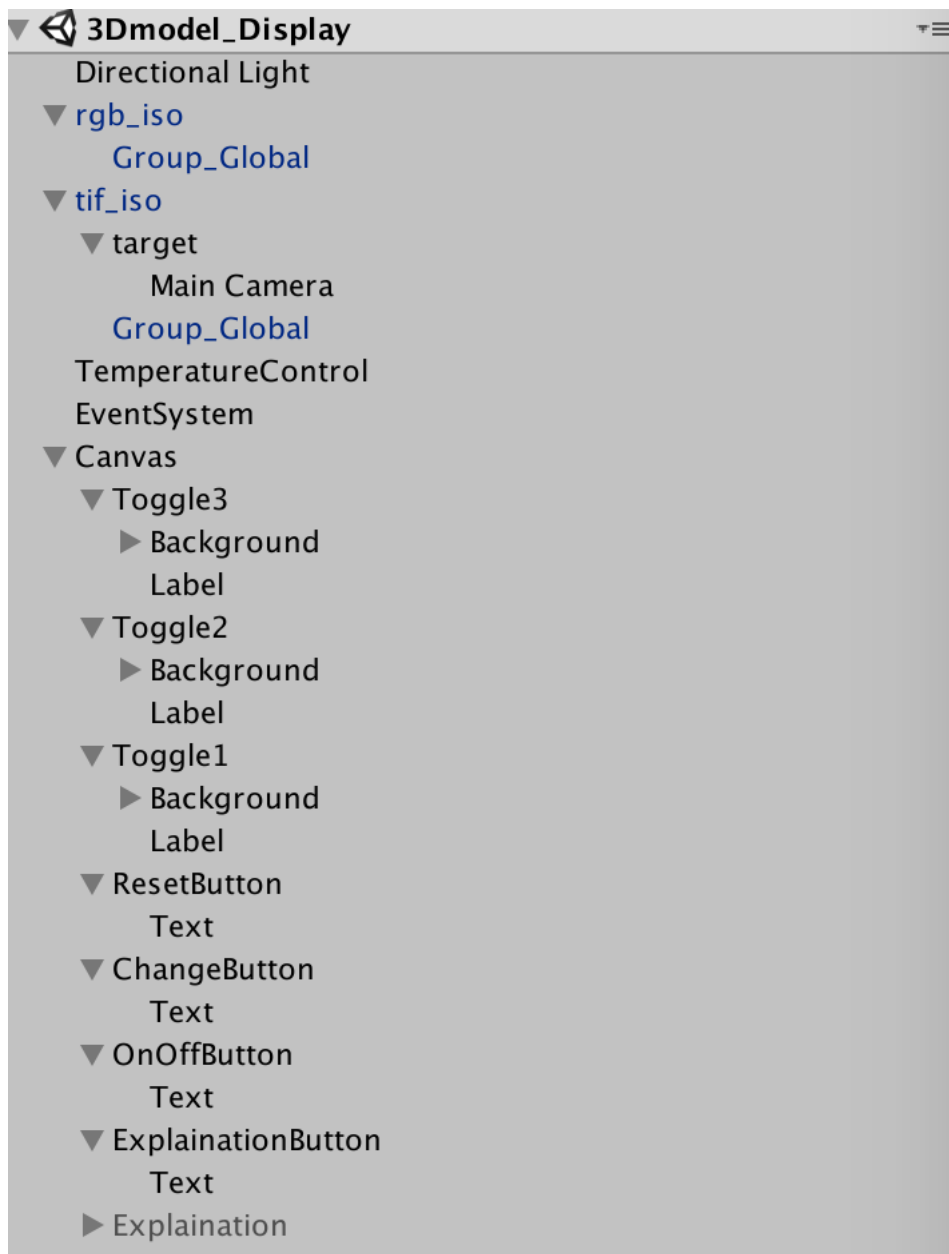 3Dmodel_Display
Directional Light
rgb_iso
Group_Global
tif_iso
target
Main Camera
Group_Global
TemperatureControl
EventSystem
Canvas
Toggle3
Background
Label
Toggle2
Background
Label
Toggle1
Background
Label
ResetButton
Text
ChangeButton
Text
OnOffButton
Text
ExplainationButton
Text
Explaination